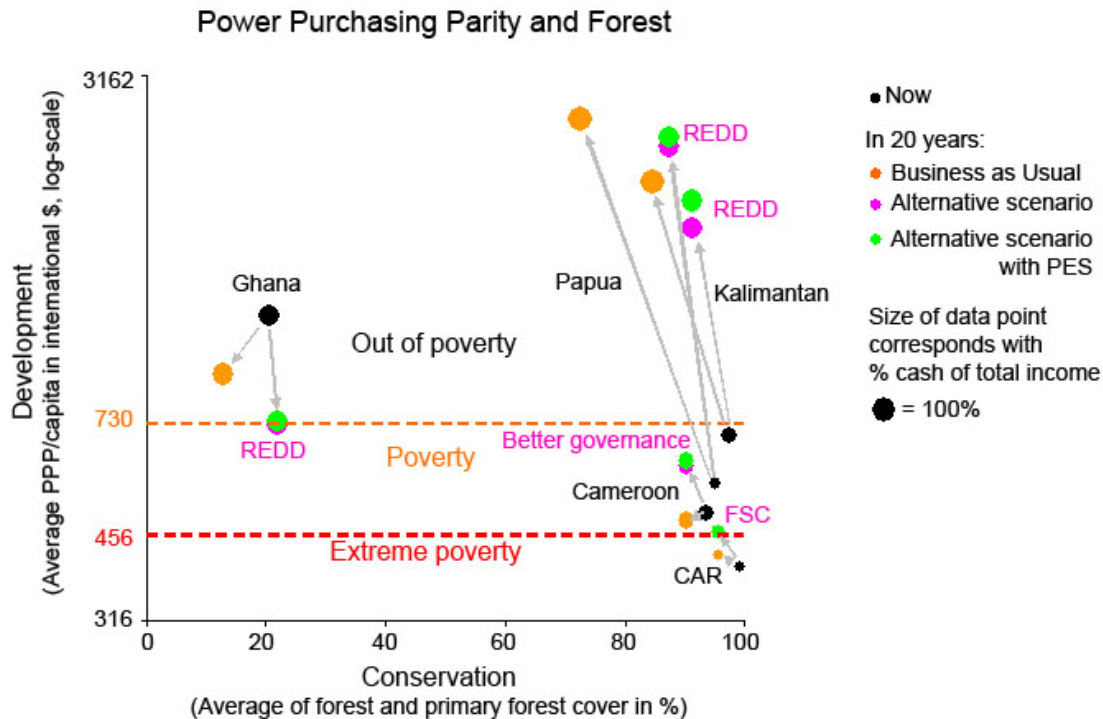 Power Purchasing Parity and Forest
3162
730
456
316
Development
(Average PPP/capita in international $, log-scale)
Ghana
REDD
Out of poverty
Poverty
Extreme poverty
Papua
REDD
REDD
Kalimantan
Better governance
Cameroon
FSC
CAR
0
20
40
60
80
100
Conservation
(Average of forest and primary forest cover in %)
Now
In 20 years:
Business as Usual
Alternative scenario
Alternative scenario
with PES
Size of data point
corresponds with
% cash of total income
= 100%